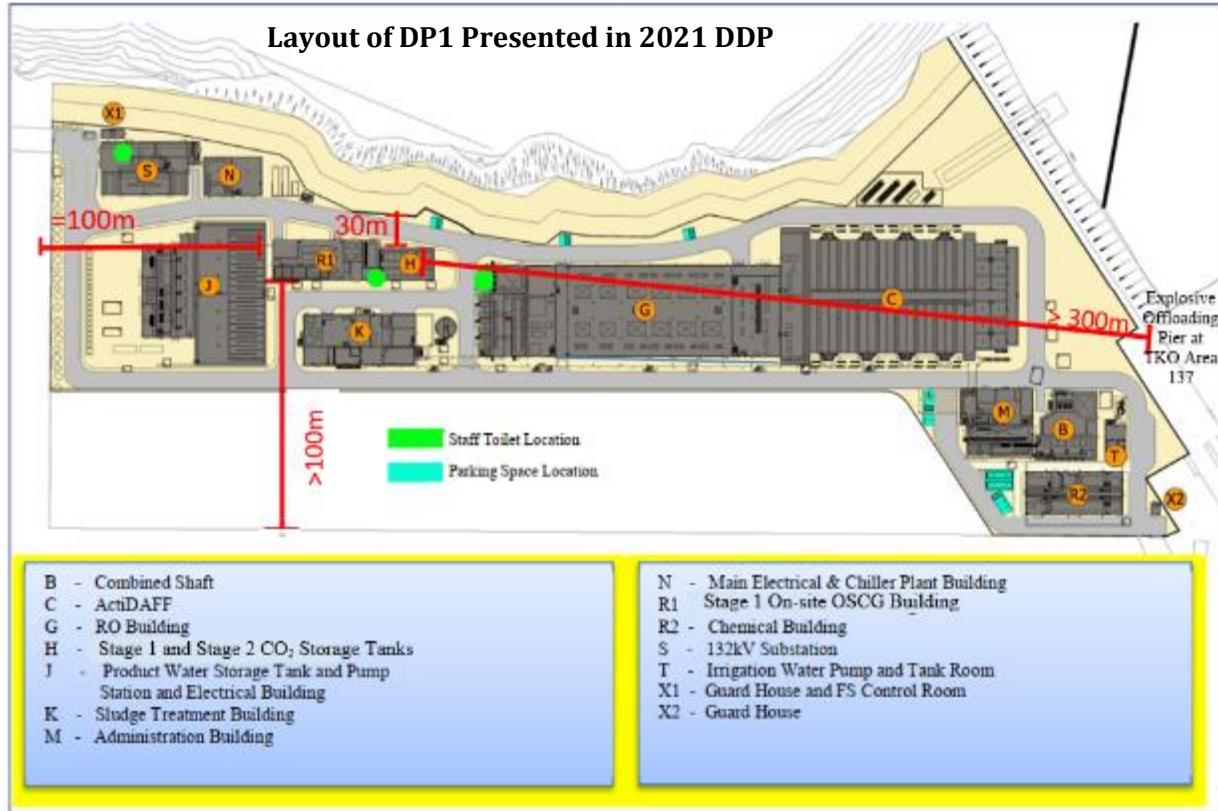 Layout of DP1 Presented in 2021 DDP
X1
S
N
=100m
30m
R1
H
J
G
C
K
≥ 300m
Explosive
Offloading
Pier at
TKO Area
137
>100m
M
B
T
R2
X2
Staff Toilet Location
Parking Space Location
B - Combined Shaft
C - ActiDAFF
G - RO Building
H - Stage 1 and Stage 2 CO₂ Storage Tanks
J - Product Water Storage Tank and Pump
Station and Electrical Building
K - Sludge Treatment Building
M - Administration Building
N - Main Electrical & Chiller Plant Building
R1 Stage 1 On-site OSCG Building
R2 - Chemical Building
S - 132kV Substation
T - Irrigation Water Pump and Tank Room
X1 - Guard House and FS Control Room
X2 - Guard House